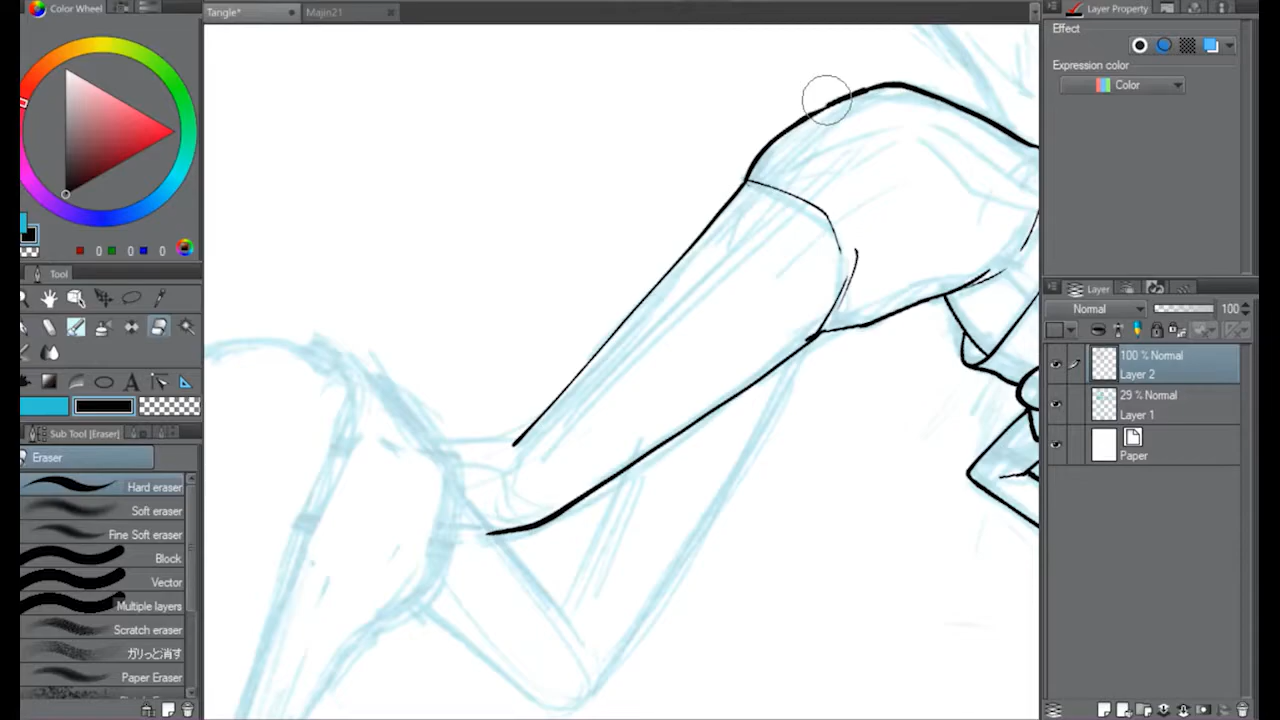 Color Wheel
Tangle*
Majin21
Layer Property
Effect
Expression color
Color
0 0 0
Tool
Layer
Normal 100
100 % Normal
Layer 2
29 % Normal
Layer 1
Paper
Sub Tool [Eraser]
Eraser
Hard eraser
Soft eraser
Fine Soft eraser
Block
Vector
Multiple layers
Scratch eraser
ガリっと消す
Paper Eraser